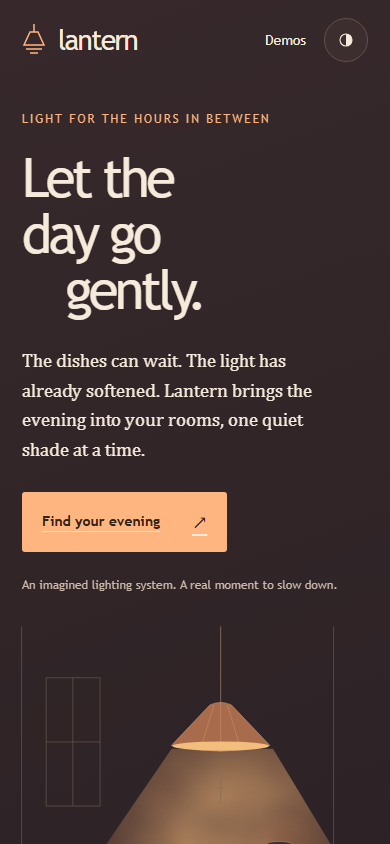 lantern
Demos
LIGHT FOR THE HOURS IN BETWEEN
Let the
day go
gently.
The dishes can wait. The light has
already softened. Lantern brings the
evening into your rooms, one quiet
shade at a time.
Find your evening ↗
An imagined lighting system. A real moment to slow down.